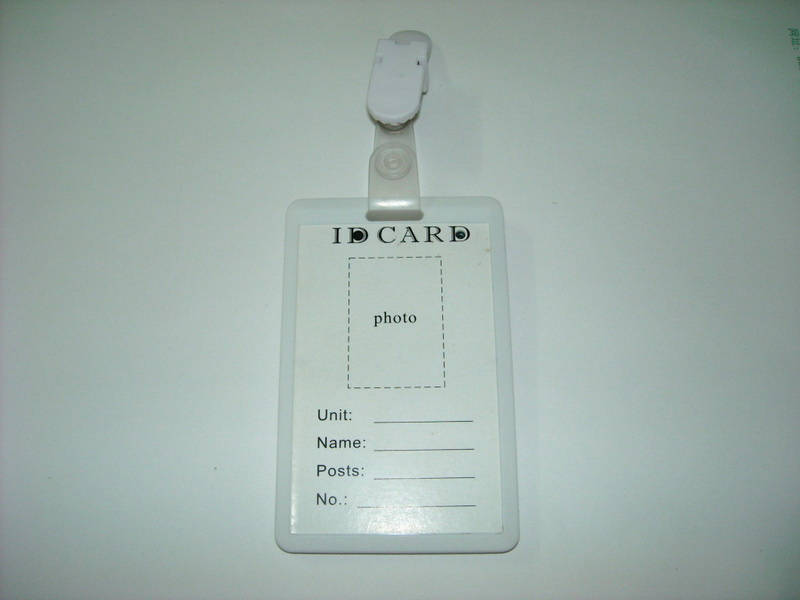 ID CARD
photo
Unit:
Name:
Posts:
No.: